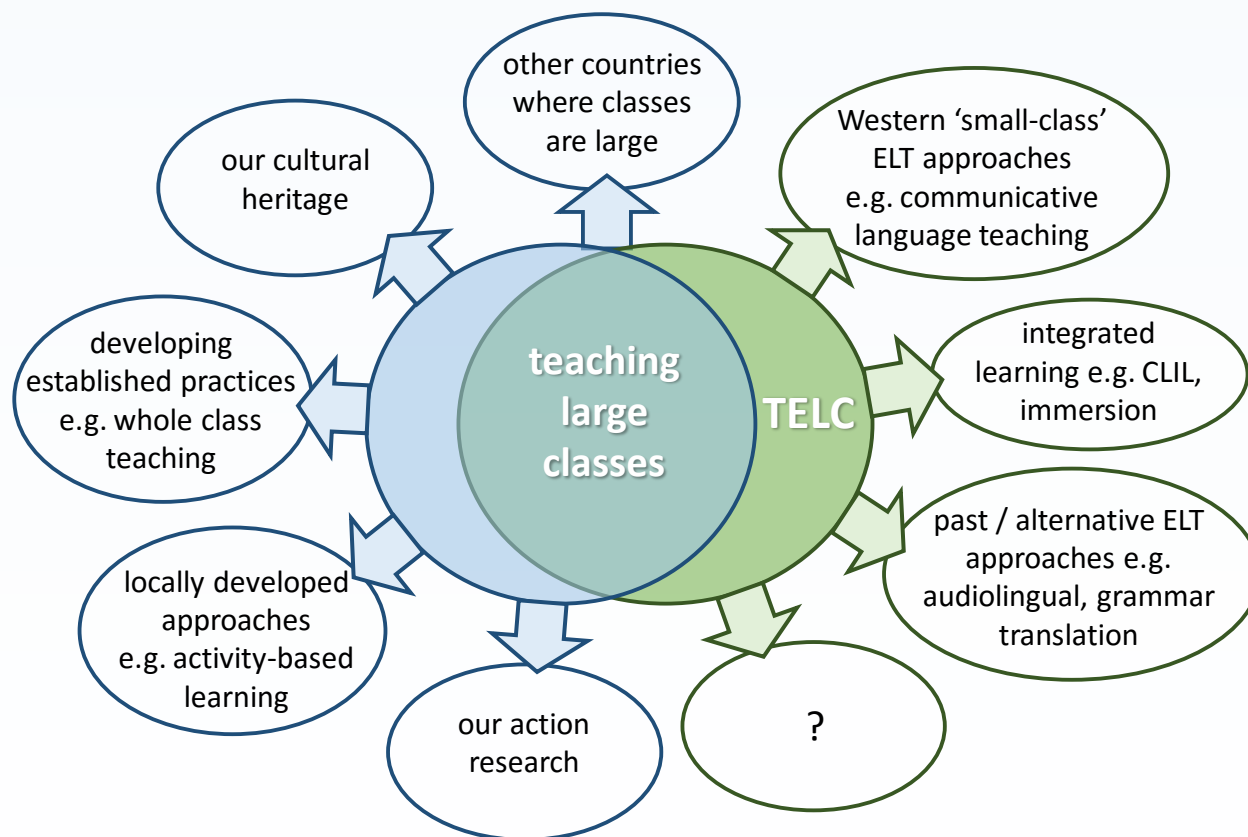 other countries
where classes
are large
Western ‘small-class’
ELT approaches
e.g. communicative
language teaching
our cultural
heritage
integrated
learning e.g. CLIL,
immersion
developing
established practices
e.g. whole class
teaching
teaching
large
classes
TELC
past / alternative ELT
approaches e.g.
audiolingual, grammar
translation
locally developed
approaches
e.g. activity-based
learning
our action
research
?